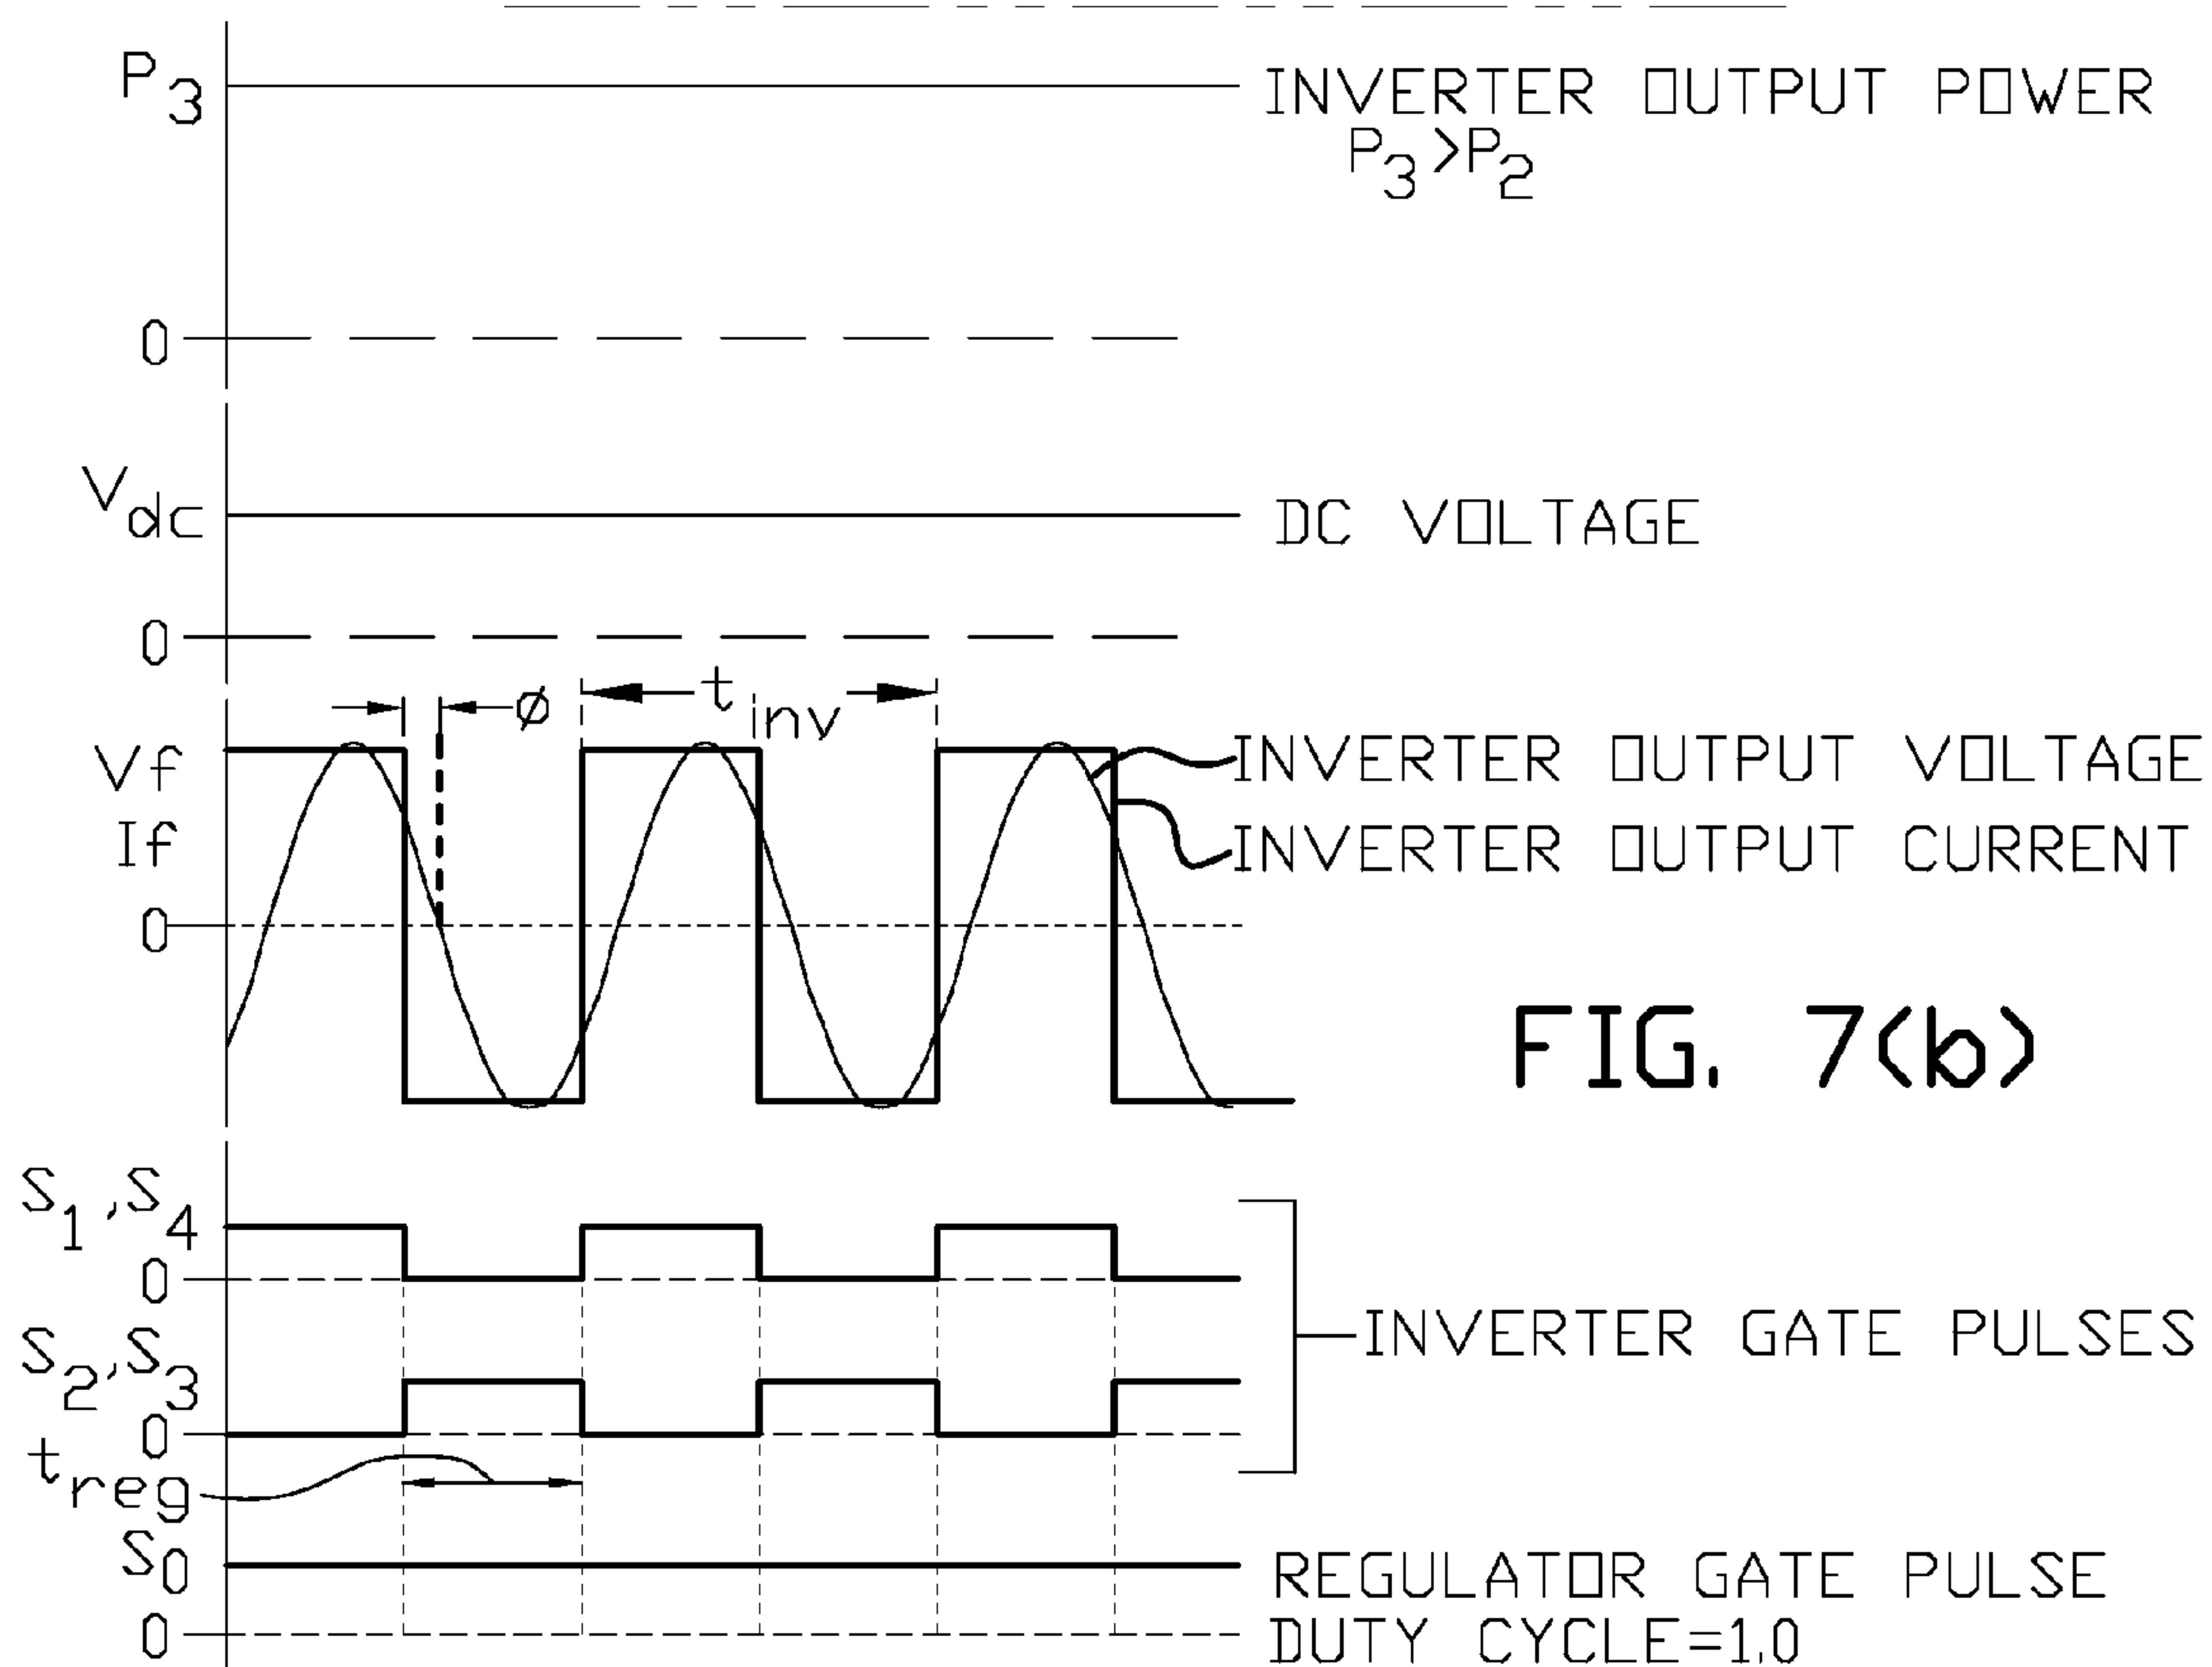 P3
INVERTER OUTPUT POWER
P3>P2
0
Vdc
DC VOLTAGE
0
ø
tinv
Vf
INVERTER OUTPUT VOLTAGE
If
INVERTER OUTPUT CURRENT
0
FIG. 7(b)
S1,S4
0
INVERTER GATE PULSES
S2,S3
0
treg
S0
REGULATOR GATE PULSE
0
DUTY CYCLE=1.0